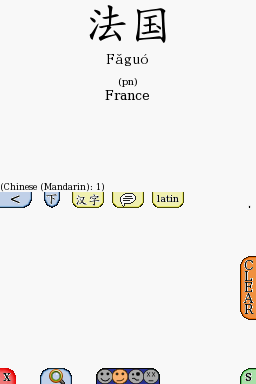 法国
Fǎguó
(pn)
France
(Chinese (Mandarin): 1)
< 下 汉字 latin
CLEAR
X S